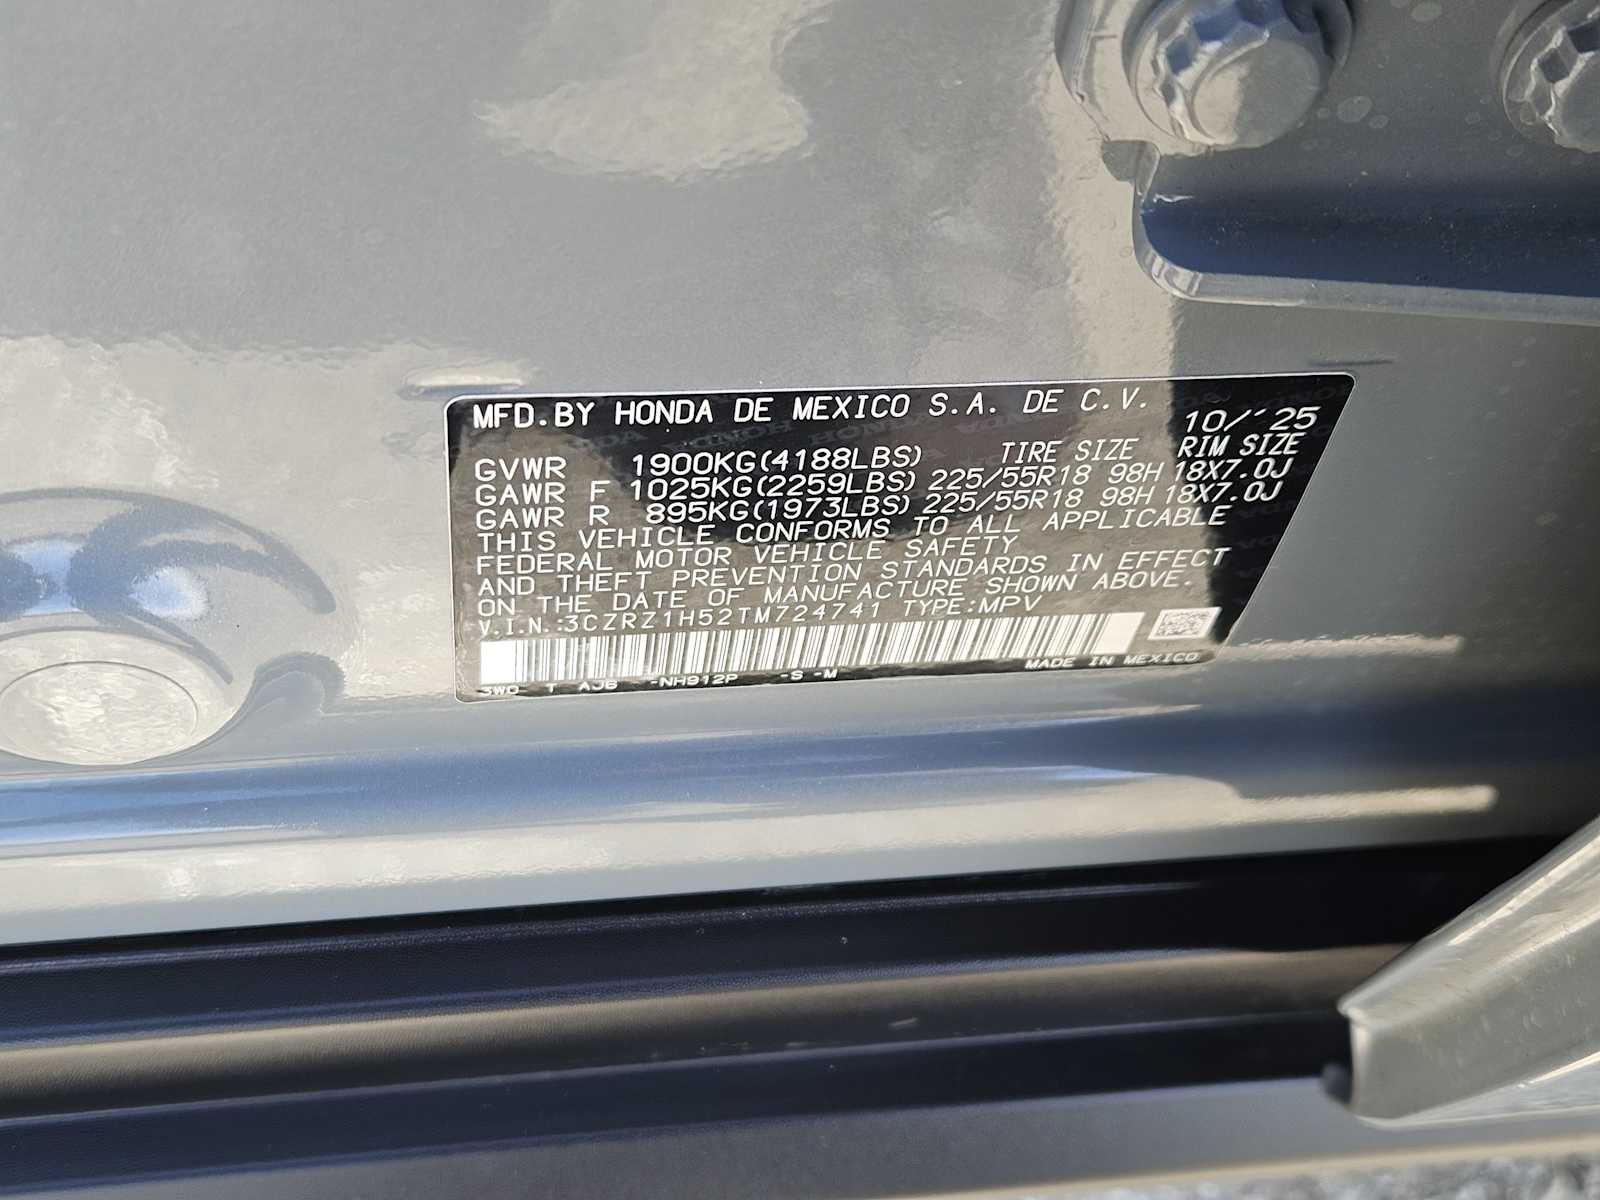 MFD.BY HONDA DE MEXICO S.A. DE C.V.
10/'25
GVWR 1900KG(4188LBS) TIRE SIZE RIM SIZE
GAWR F 1025KG(2259LBS) 225/55R18 98H 18X7.0J
GAWR R 895KG(1973LBS) 225/55R18 98H 18X7.0J
THIS VEHICLE CONFORMS TO ALL APPLICABLE
FEDERAL MOTOR VEHICLE SAFETY
AND THEFT PREVENTION STANDARDS IN EFFECT
ON THE DATE OF MANUFACTURE SHOWN ABOVE.
V.I.N.:3CZRZ1H52TM724741 TYPE:MPV
MADE IN MEXICO
3W0 T AJ6 -NH912P -S -M